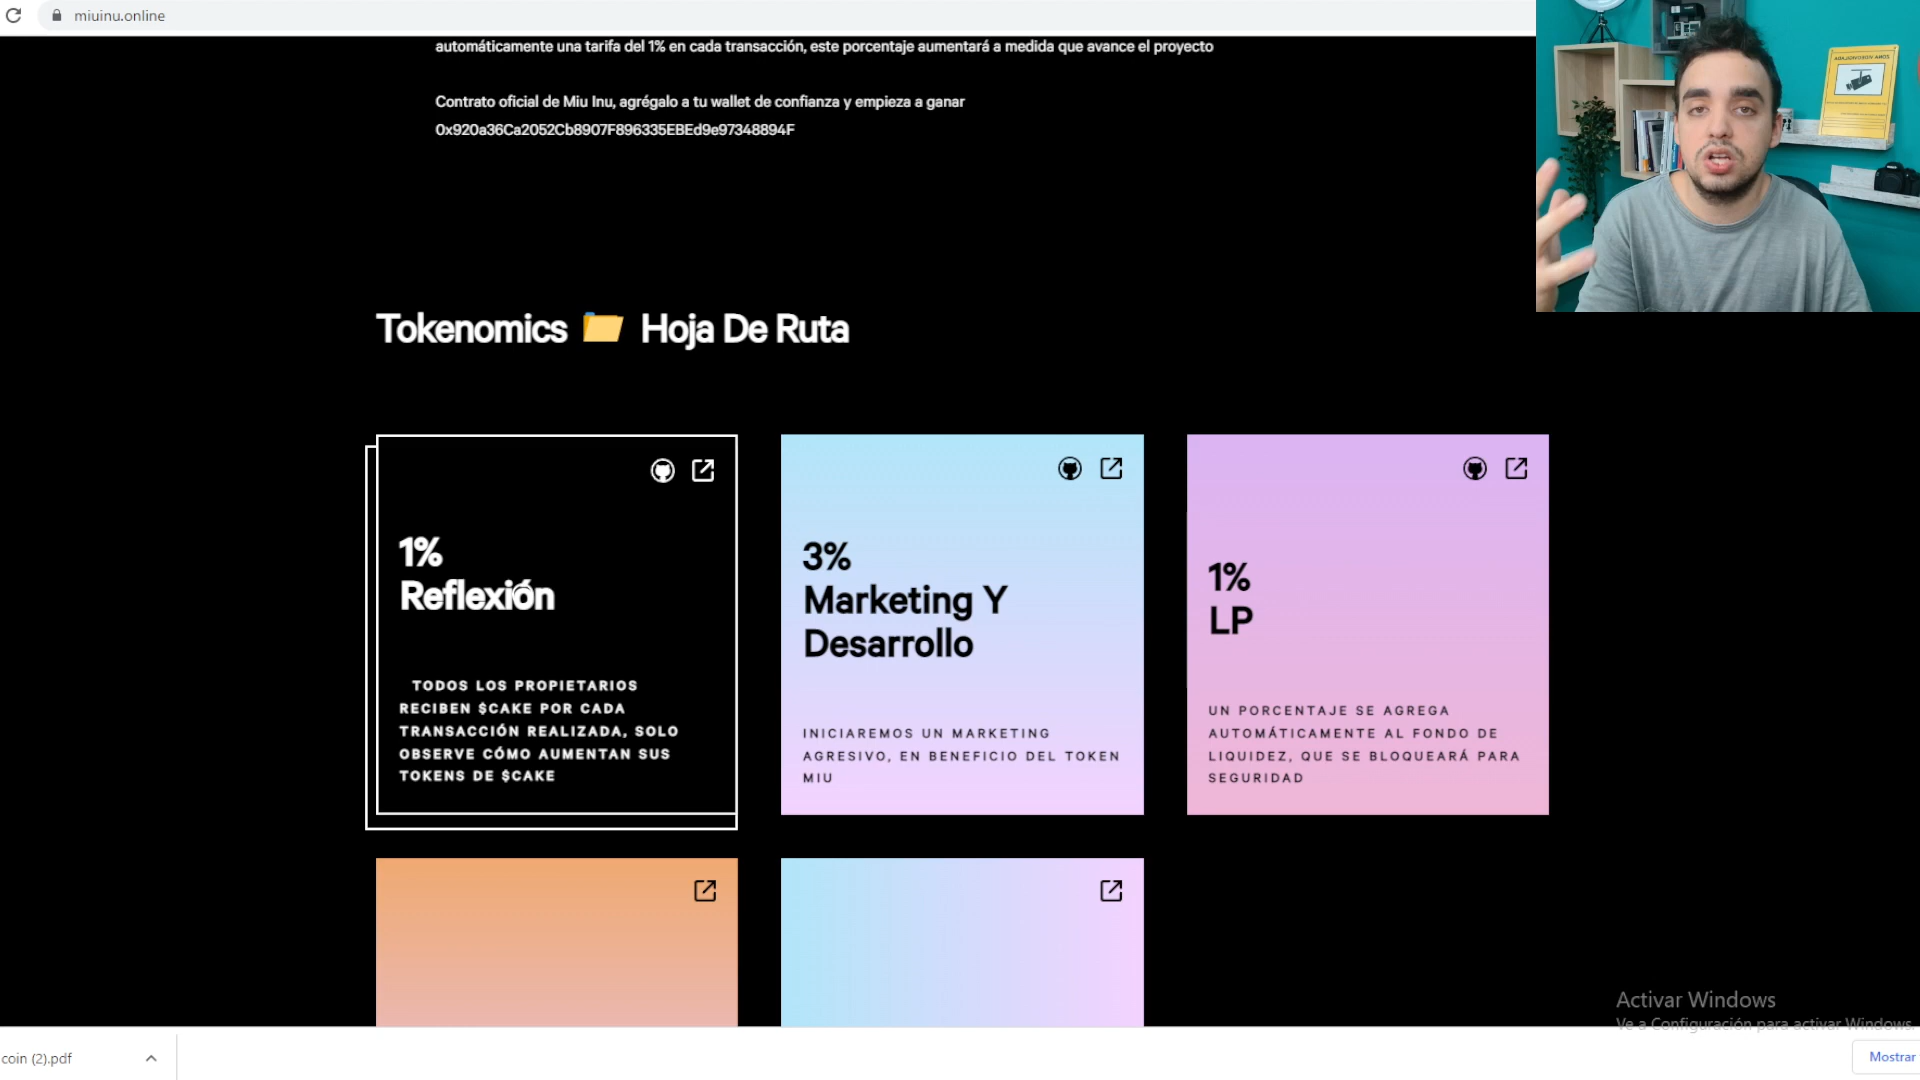 miuinu.online
automáticamente una tarifa del 1% en cada transacción, este porcentaje aumentará a medida que avance el proyecto
Contrato oficial de Miu Inu, agrégalo a tu wallet de confianza y empieza a ganar
0x920a36Ca2052Cb8907F896335EBEd9e97348894F
Tokenomics 📁 Hoja De Ruta
1%
Reflexión
TODOS LOS PROPIETARIOS
RECIBEN $CAKE POR CADA
TRANSACCIÓN REALIZADA, SOLO
OBSERVE CÓMO AUMENTAN SUS
TOKENS DE $CAKE
3%
Marketing Y
Desarrollo
INICIAREMOS UN MARKETING
AGRESIVO, EN BENEFICIO DEL TOKEN
MIU
1%
LP
UN PORCENTAJE SE AGREGA
AUTOMÁTICAMENTE AL FONDO DE
LIQUIDEZ, QUE SE BLOQUEARÁ PARA
SEGURIDAD
Activar Windows
Ve a Configuración para activar Windows.
coin (2).pdf
Mostrar